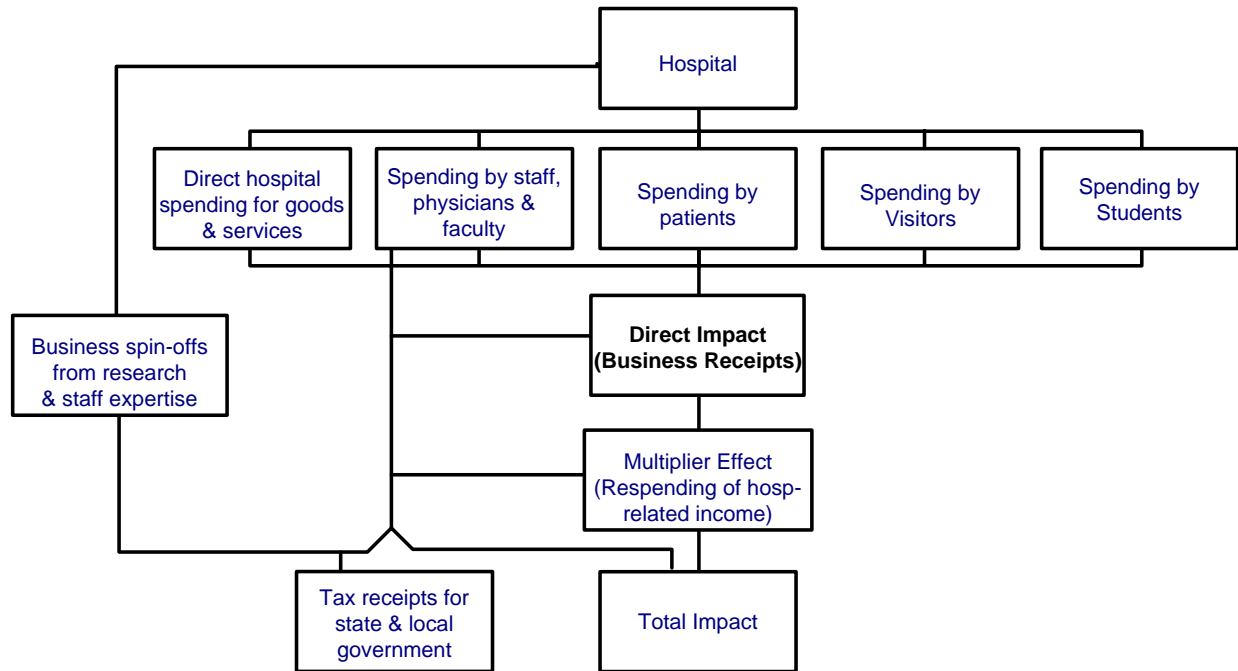 Hospital
Direct hospital
spending for goods
& services
Spending by staff,
physicians &
faculty
Spending by
patients
Spending by
Visitors
Spending by
Students
Business spin-offs
from research
& staff expertise
Direct Impact
(Business Receipts)
Multiplier Effect
(Respending of hosp-
related income)
Tax receipts for
state & local
government
Total Impact